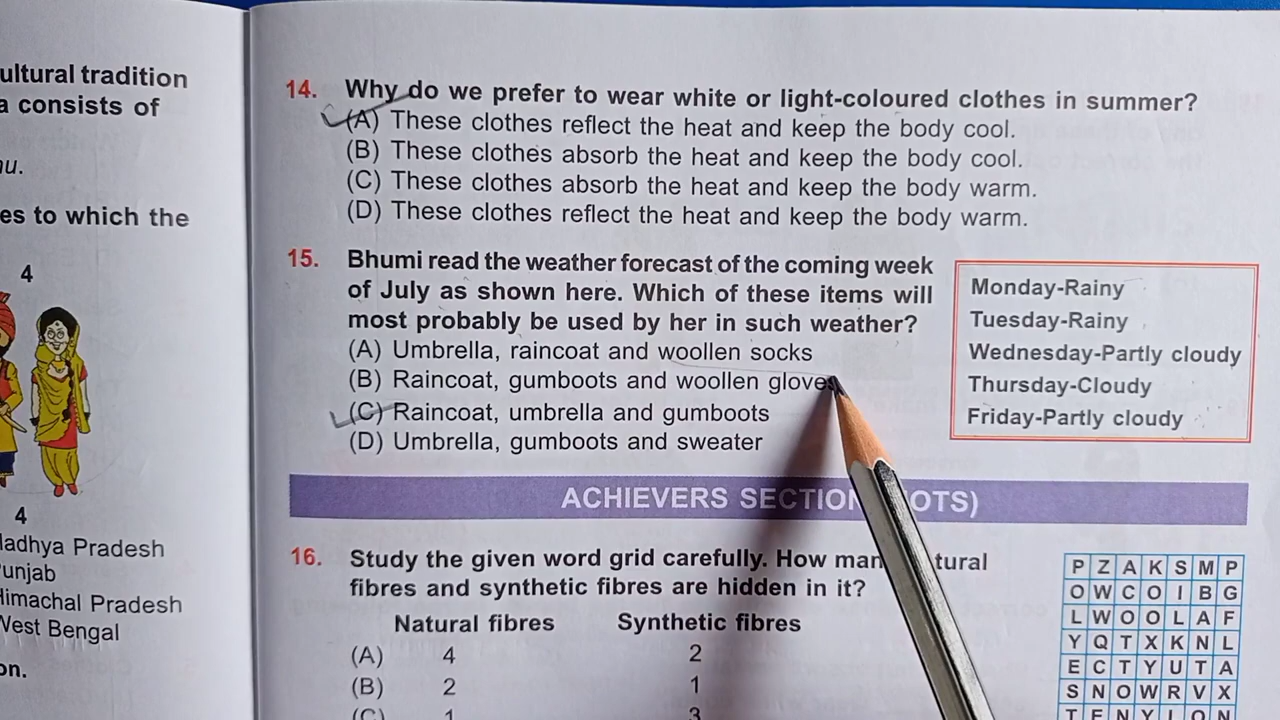 ultural tradition
a consists of
es to which the
4
4
adhya Pradesh
unjab
imachal Pradesh
West Bengal
on.
14. Why do we prefer to wear white or light-coloured clothes in summer?
(A) These clothes reflect the heat and keep the body cool.
(B) These clothes absorb the heat and keep the body cool.
(C) These clothes absorb the heat and keep the body warm.
(D) These clothes reflect the heat and keep the body warm.
15. Bhumi read the weather forecast of the coming week
of July as shown here. Which of these items will
most probably be used by her in such weather?
(A) Umbrella, raincoat and woollen socks
(B) Raincoat, gumboots and woollen gloves
(C) Raincoat, umbrella and gumboots
(D) Umbrella, gumboots and sweater
Monday-Rainy
Tuesday-Rainy
Wednesday-Partly cloudy
Thursday-Cloudy
Friday-Partly cloudy
ACHIEVERS SECTION OTS)
16. Study the given word grid carefully. How man tural
fibres and synthetic fibres are hidden in it?
Natural fibres Synthetic fibres
(A) 4 2
(B) 2 1
(C) 1 3
P Z A K S M P
O W C O I B G
L W O O L A F
Y Q T X K N L
E C T Y U T A
S N O W R V X
T E N Y L O N